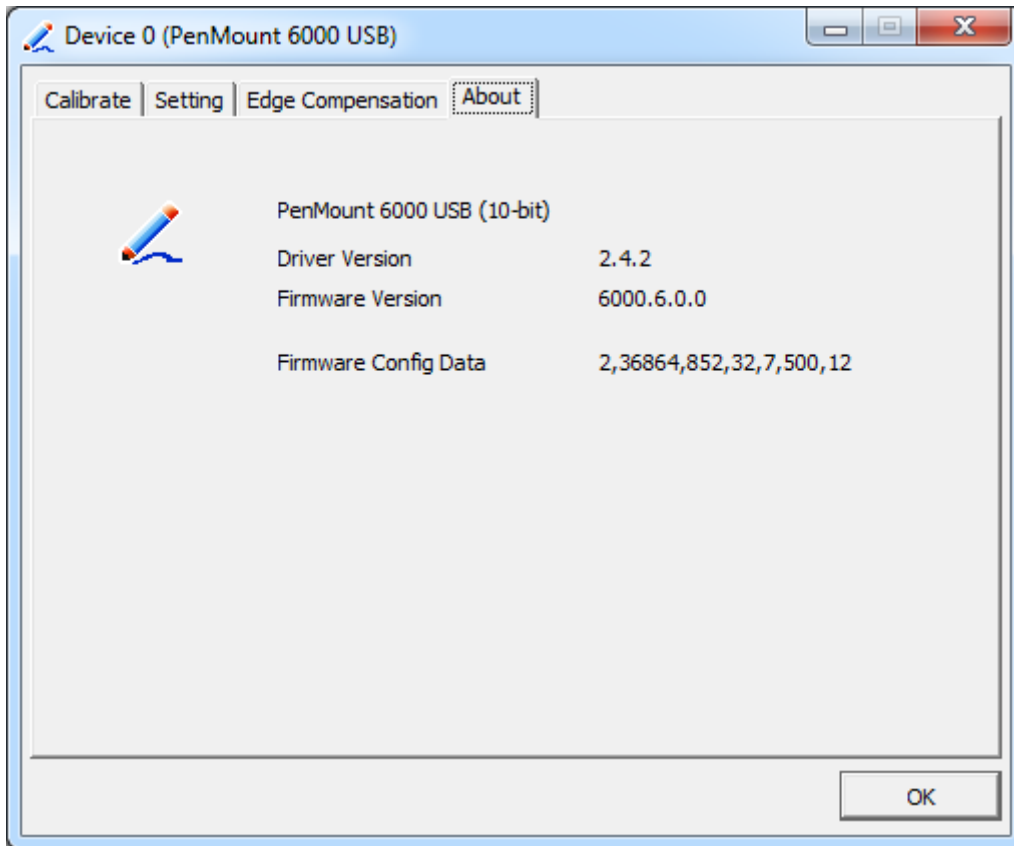 Device 0 (PenMount 6000 USB)
Calibrate Setting Edge Compensation About
PenMount 6000 USB (10-bit)
Driver Version 2.4.2
Firmware Version 6000.6.0.0
Firmware Config Data 2,36864,852,32,7,500,12
OK